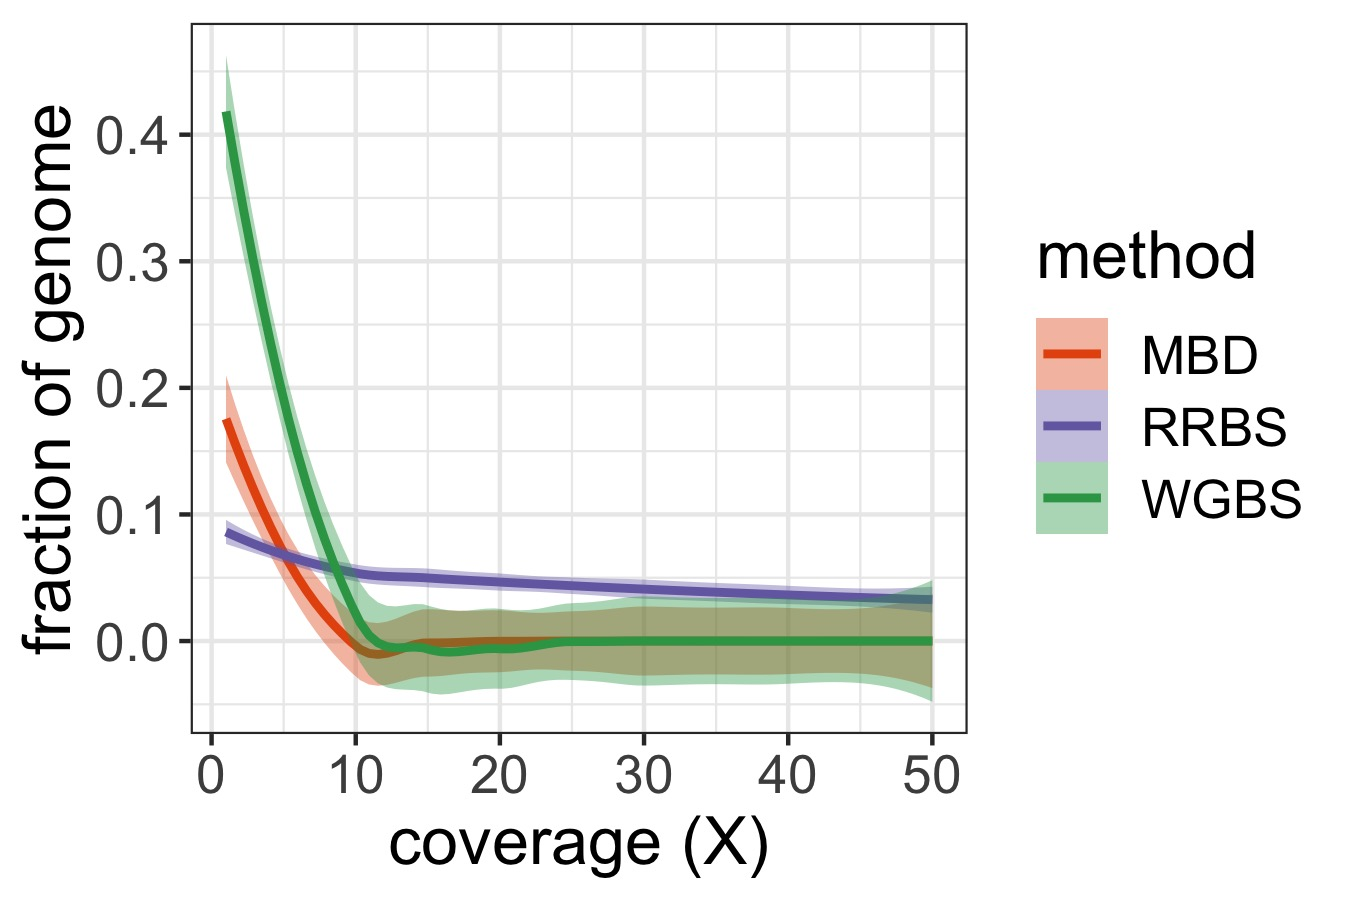 fraction of genome
0.4
0.3
0.2
0.1
0.0
0 10 20 30 40 50
coverage (X)
method
MBD
RRBS
WGBS